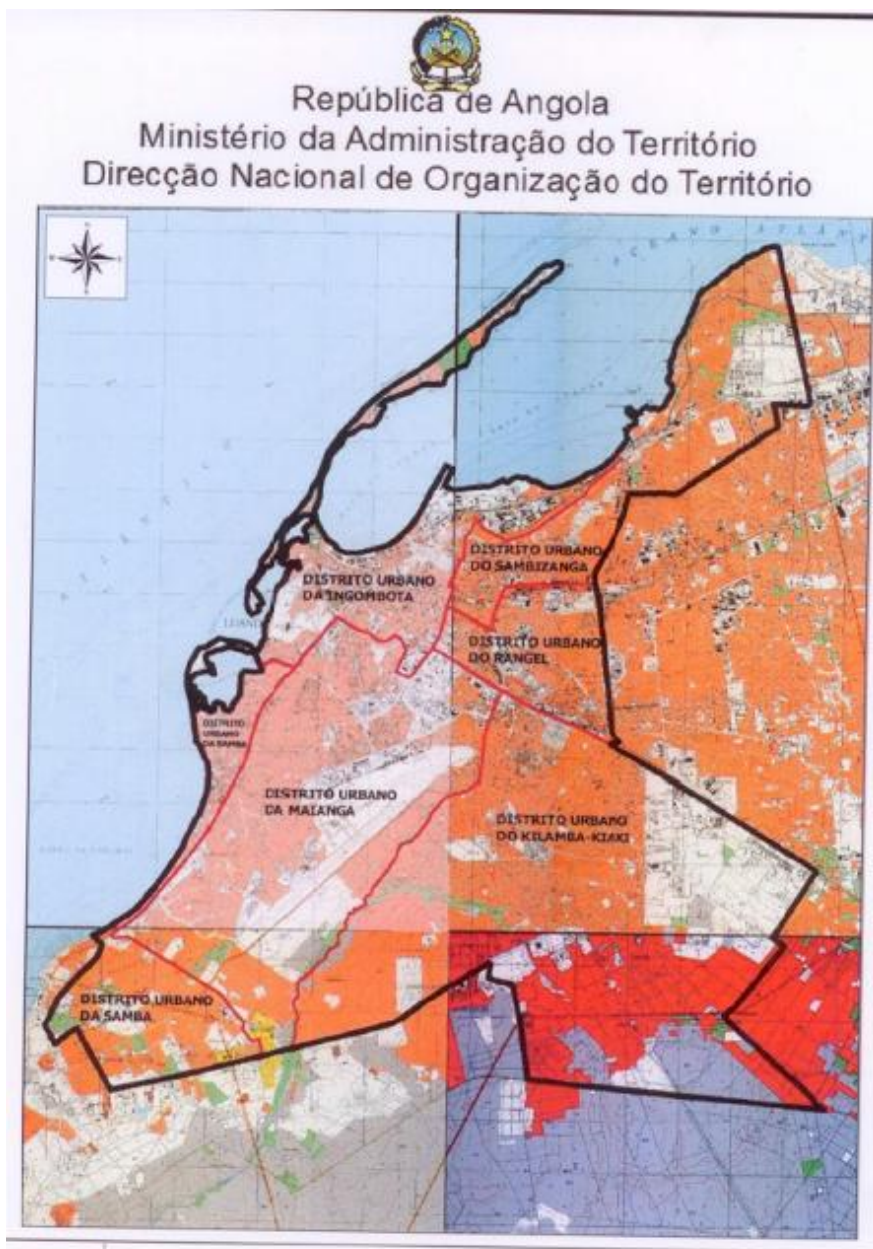 República de Angola
Ministério da Administração do Território
Direcção Nacional de Organização do Território
DISTRITO URBANO
DO SAMBIZANGA
DISTRITO URBANO
DA INGOMBOTA
DISTRITO URBANO
DO RANGEL
DISTRITO
URBANO
DA SAMBA
DISTRITO URBANO
DA MAIANGA
DISTRITO URBANO
DO KILAMBA-KIAKI
DISTRITO URBANO
DA SAMBA